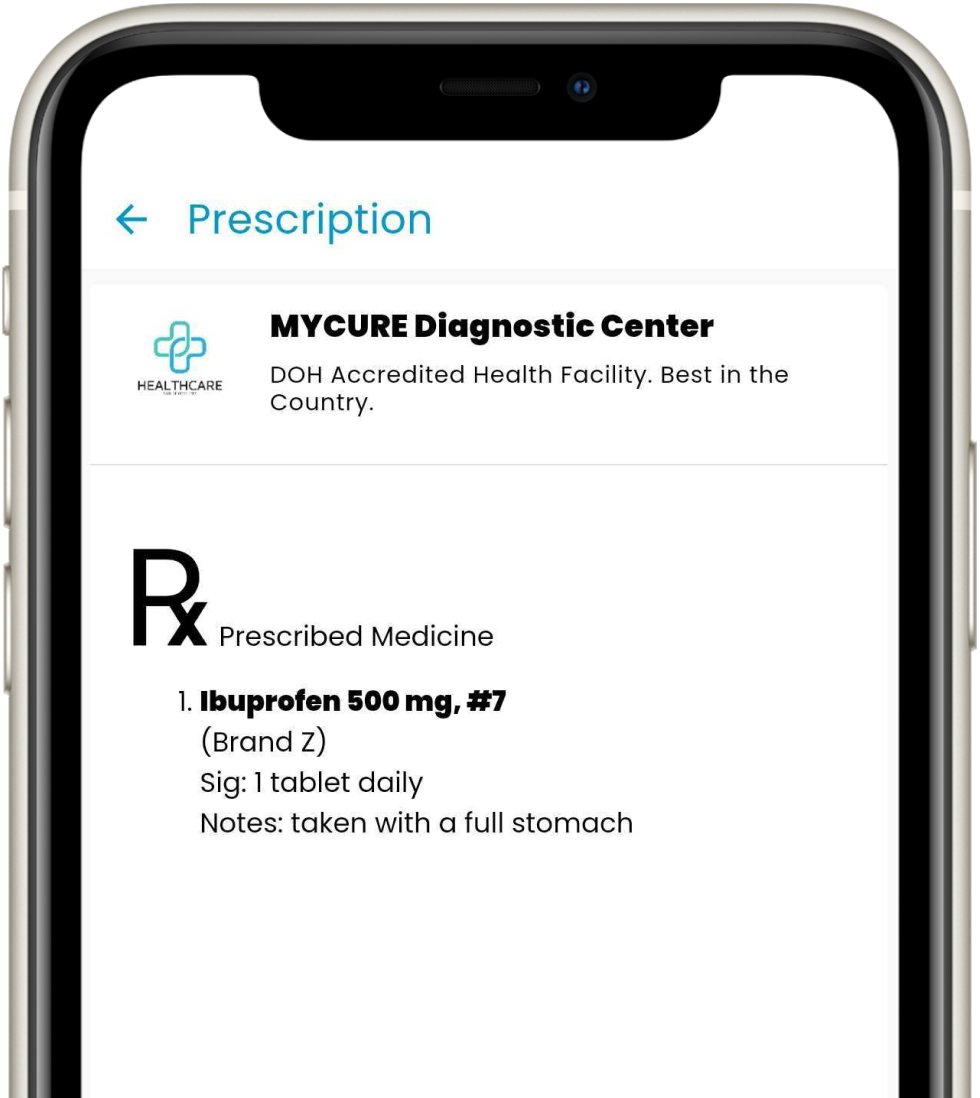 Prescription
MYCURE Diagnostic Center
HEALTHCARE
DOH Accredited Health Facility. Best in the
Country.
Rx Prescribed Medicine
1. Ibuprofen 500 mg, #7
(Brand Z)
Sig: 1 tablet daily
Notes: taken with a full stomach